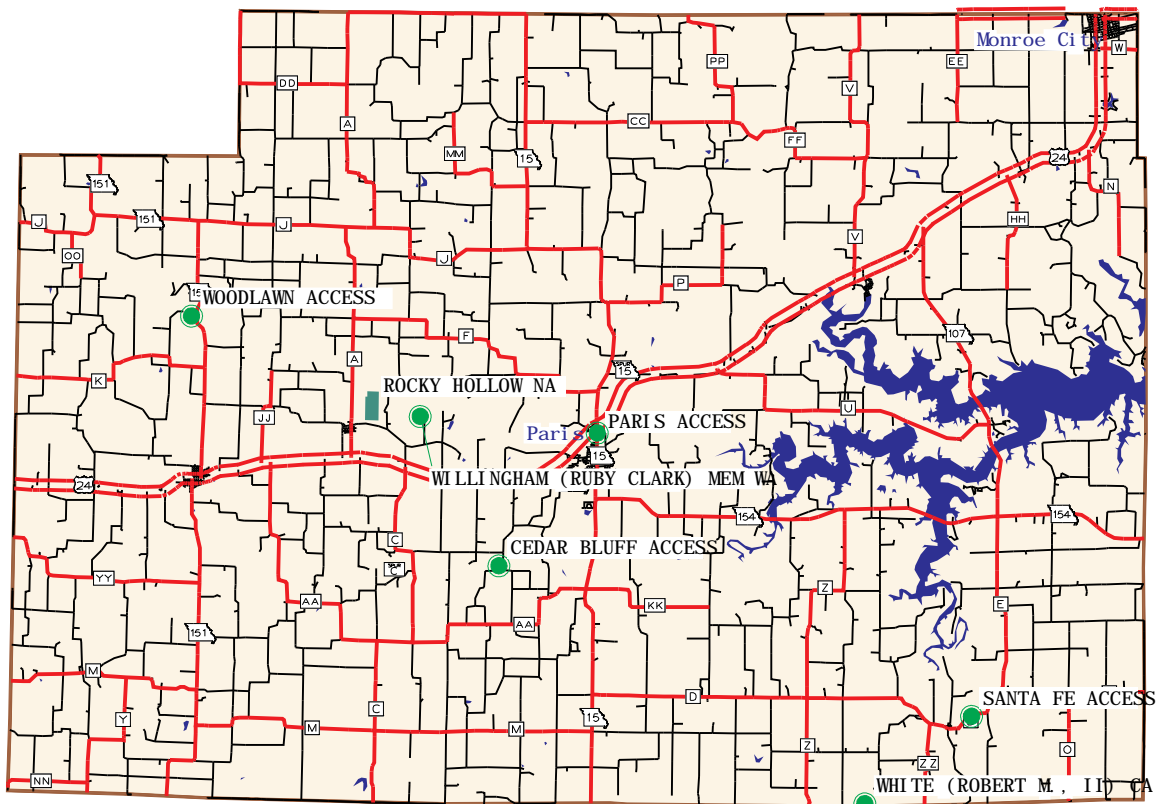 Monroe City
W
PP
EE
DD
V
A
CC
FF
MM
15
24
151
N
151
J
J
HH
OO
V
J
P
WOODLAWN ACCESS
107
F
A
SPUR
15
K
ROCKY HOLLOW NA
U
JJ
PARIS ACCESS
Paris
15
WILLINGHAM (RUBY CLARK) MEM WA
24
154
154
C
CEDAR BLUFF ACCESS
SPUR
C
YY
Z
AA
KK
E
AA
151
M
D
SANTA FE ACCESS
C
Y
15
M
M
Z
O
ZZ
NN
WHITE (ROBERT M., II) CA